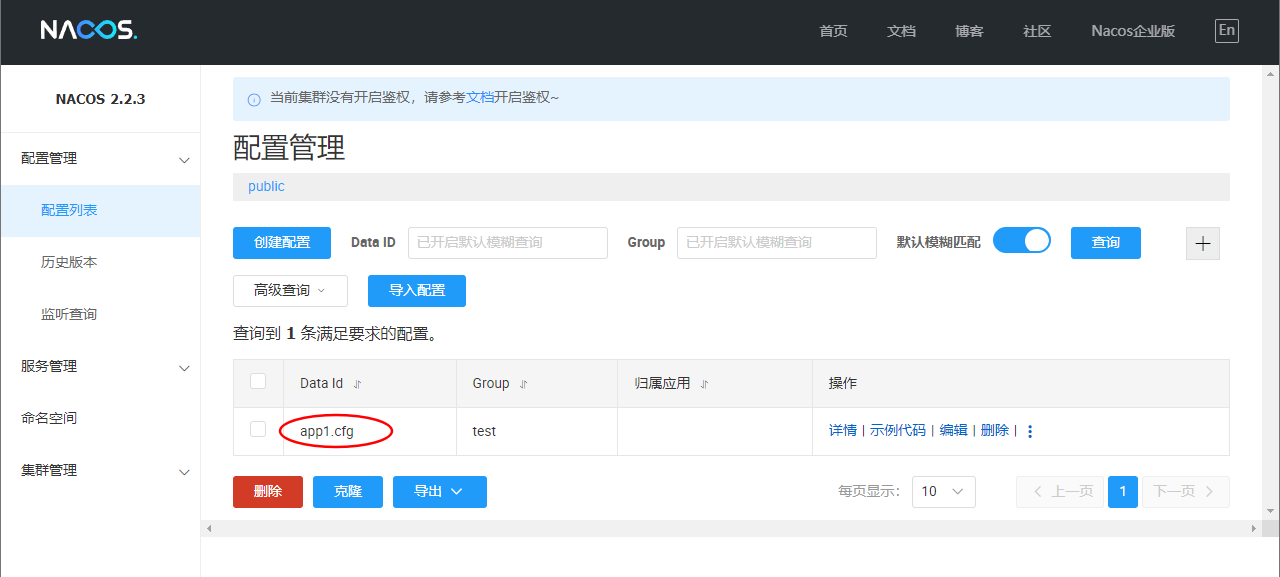 NACOS. 首页 文档 博客 社区 Nacos企业版 En
NACOS 2.2.3
配置管理
配置列表
历史版本
监听查询
服务管理
命名空间
集群管理
当前集群没有开启鉴权，请参考文档开启鉴权~
配置管理
public
创建配置 Data ID 已开启默认模糊查询 Group 已开启默认模糊查询 默认模糊匹配 查询
高级查询 导入配置
查询到 1 条满足要求的配置。
Data Id Group 归属应用 操作
app1.cfg test 详情 | 示例代码 | 编辑 | 删除 |
删除 克隆 导出 每页显示: 10 上一页 1 下一页